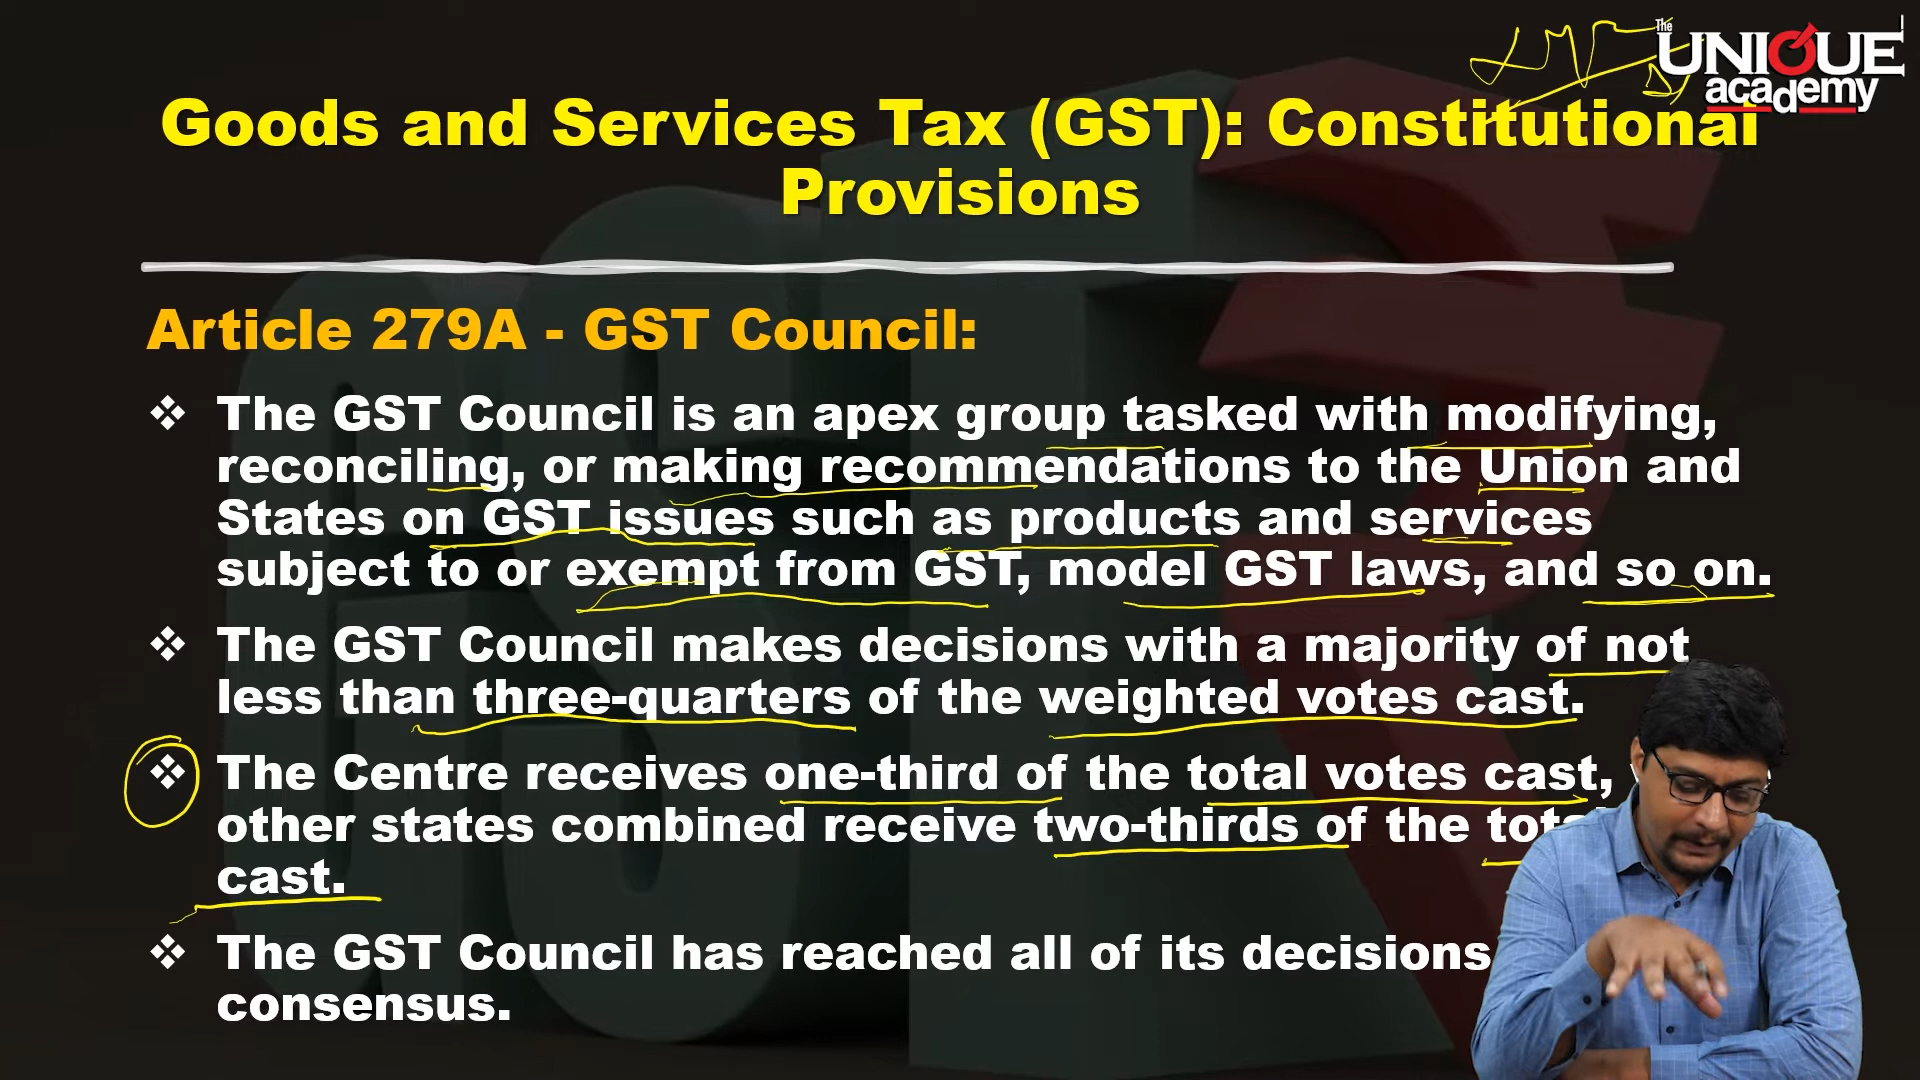 The
UNIQUE
academy
Goods and Services Tax (GST): Constitutional
Provisions
Article 279A - GST Council:
❖ The GST Council is an apex group tasked with modifying,
reconciling, or making recommendations to the Union and
States on GST issues such as products and services
subject to or exempt from GST, model GST laws, and so on.
❖ The GST Council makes decisions with a majority of not
less than three-quarters of the weighted votes cast.
❖ The Centre receives one-third of the total votes cast,
other states combined receive two-thirds of the
cast.
❖ The GST Council has reached all of its decisions
consensus.